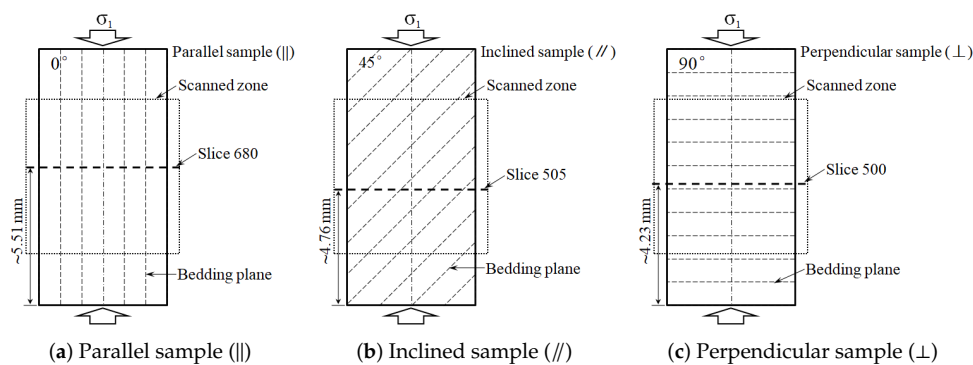 σ1
Parallel sample (||)
0°
Scanned zone
Slice 680
~5.51 mm
Bedding plane
(a) Parallel sample (||)
σ1
Inclined sample (//)
45°
Scanned zone
Slice 505
~4.76 mm
Bedding plane
(b) Inclined sample (//)
σ1
Perpendicular sample (⊥)
90°
Scanned zone
Slice 500
~4.23 mm
Bedding plane
(c) Perpendicular sample (⊥)